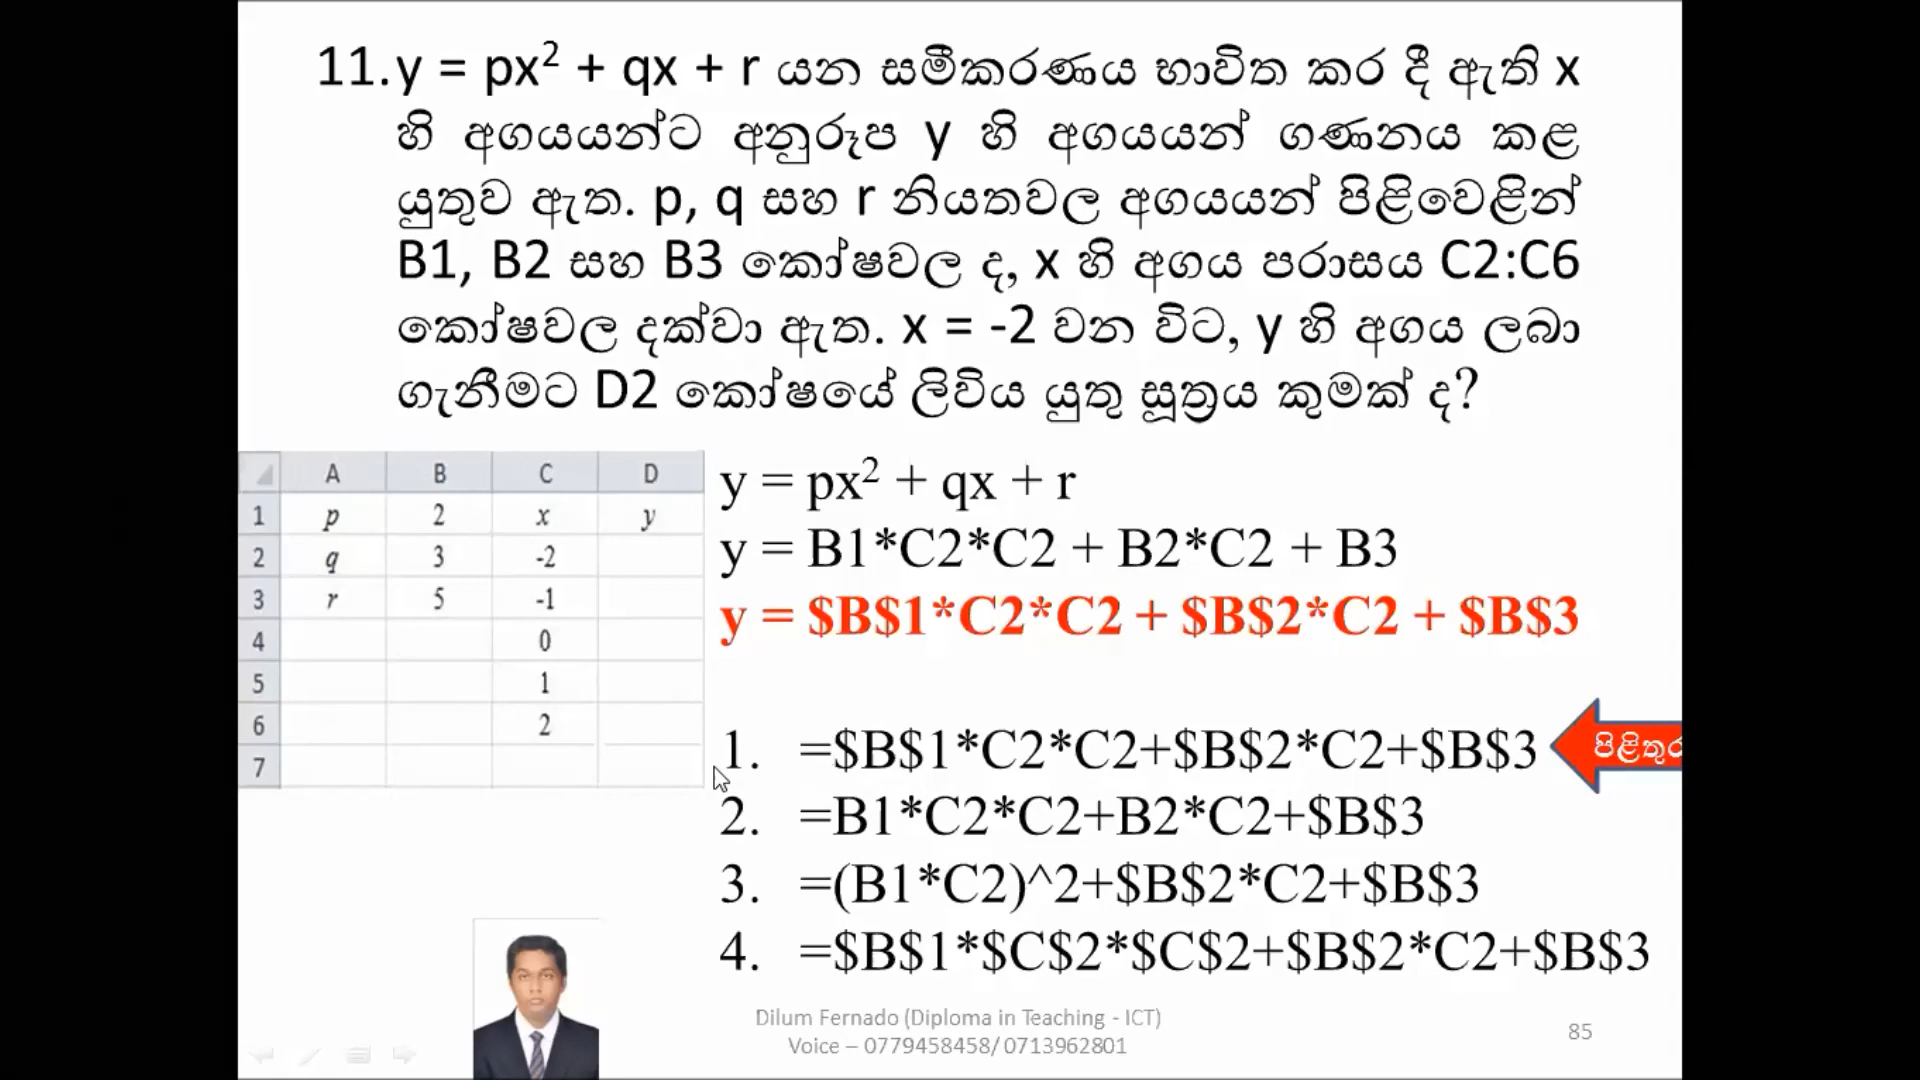 11. y = px² + qx + r යන සමීකරණය භාවිත කර දී ඇති x
හි අගයයන්ට අනුරූප y හි අගයයන් ගණනය කළ
යුතුව ඇත. p, q සහ r නියතවල අගයයන් පිළිවෙළින්
B1, B2 සහ B3 කෝෂවල ද, x හි අගය පරාසය C2:C6
කෝෂවල දක්වා ඇත. x = -2 වන විට, y හි අගය ලබා
ගැනීමට D2 කෝෂයේ ලිවිය යුතු සූත්‍රය කුමක් ද?
A B C D
1 p 2 x y
2 q 3 -2
3 r 5 -1
4 0
5 1
6 2
7
y = px² + qx + r
y = B1*C2*C2 + B2*C2 + B3
y = $B$1*C2*C2 + $B$2*C2 + $B$3
1. =$B$1*C2*C2+$B$2*C2+$B$3
පිළිතුර
2. =B1*C2*C2+B2*C2+$B$3
3. =(B1*C2)^2+$B$2*C2+$B$3
4. =$B$1*$C$2*$C$2+$B$2*C2+$B$3
Dilum Fernado (Diploma in Teaching - ICT)
Voice – 0779458458/ 0713962801
85